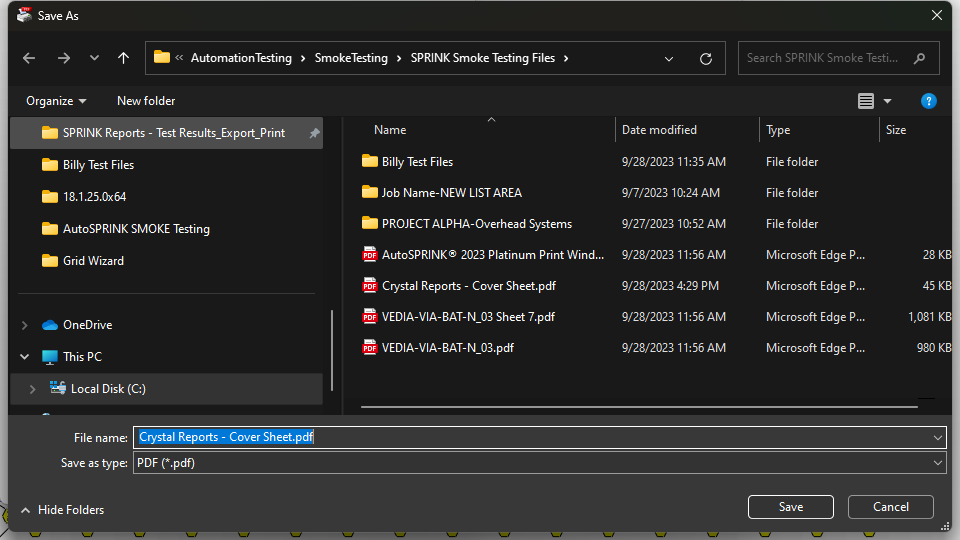 Save As
« AutomationTesting > SmokeTesting > SPRINK Smoke Testing Files >
Search SPRINK Smoke Testi...
Organize New folder
?
SPRINK Reports - Test Results_Export_Print
Billy Test Files
18.1.25.0x64
AutoSPRINK SMOKE Testing
Grid Wizard
OneDrive
This PC
Local Disk (C:)
Name Date modified Type Size
Billy Test Files 9/28/2023 11:35 AM File folder
Job Name-NEW LIST AREA 9/7/2023 10:24 AM File folder
PROJECT ALPHA-Overhead Systems 9/27/2023 10:52 AM File folder
PDF AutoSPRINK® 2023 Platinum Print Wind... 9/28/2023 11:56 AM Microsoft Edge P... 28 KB
PDF Crystal Reports - Cover Sheet.pdf 9/28/2023 4:29 PM Microsoft Edge P... 45 KB
PDF VEDIA-VIA-BAT-N_03 Sheet 7.pdf 9/28/2023 11:56 AM Microsoft Edge P... 1,081 KB
PDF VEDIA-VIA-BAT-N_03.pdf 9/28/2023 11:56 AM Microsoft Edge P... 980 KB
File name: Crystal Reports - Cover Sheet.pdf
Save as type: PDF (*.pdf)
Hide Folders
Save Cancel